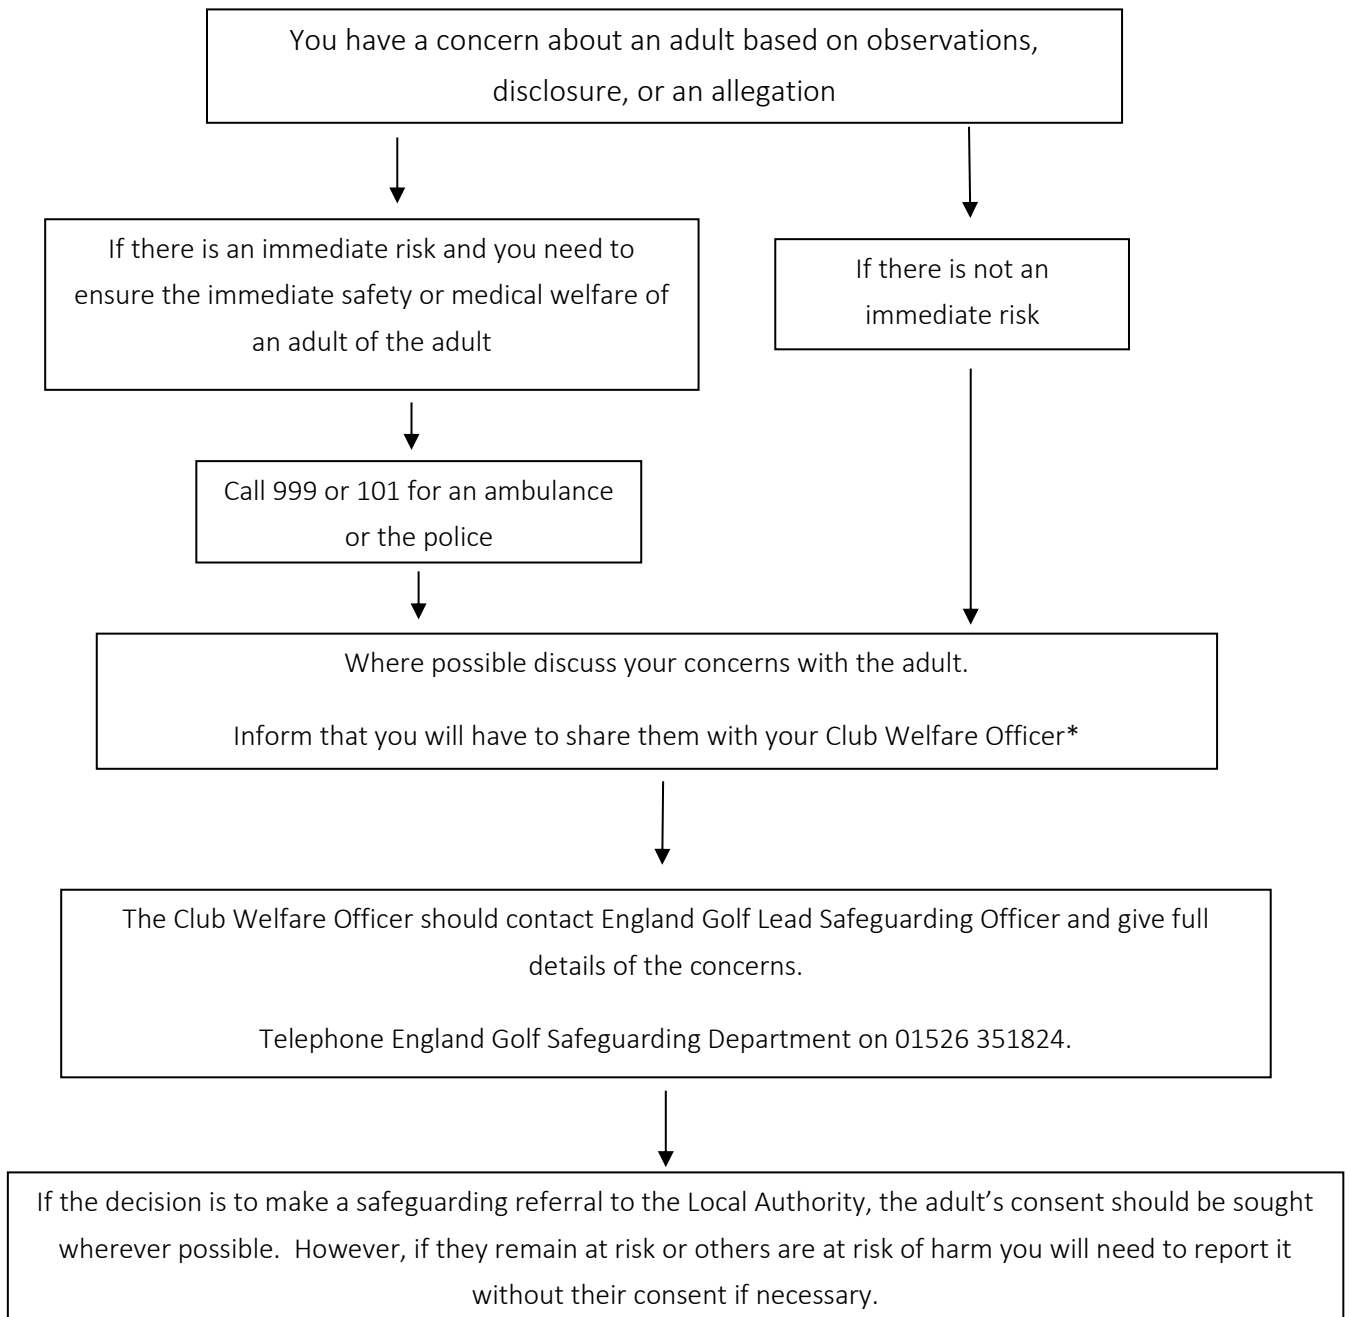 You have a concern about an adult based on observations,
disclosure, or an allegation
If there is an immediate risk and you need to
ensure the immediate safety or medical welfare of
an adult of the adult
If there is not an
immediate risk
Call 999 or 101 for an ambulance
or the police
Where possible discuss your concerns with the adult.
Inform that you will have to share them with your Club Welfare Officer*
The Club Welfare Officer should contact England Golf Lead Safeguarding Officer and give full
details of the concerns.
Telephone England Golf Safeguarding Department on 01526 351824.
If the decision is to make a safeguarding referral to the Local Authority, the adult’s consent should be sought
wherever possible.  However, if they remain at risk or others are at risk of harm you will need to report it
without their consent if necessary.